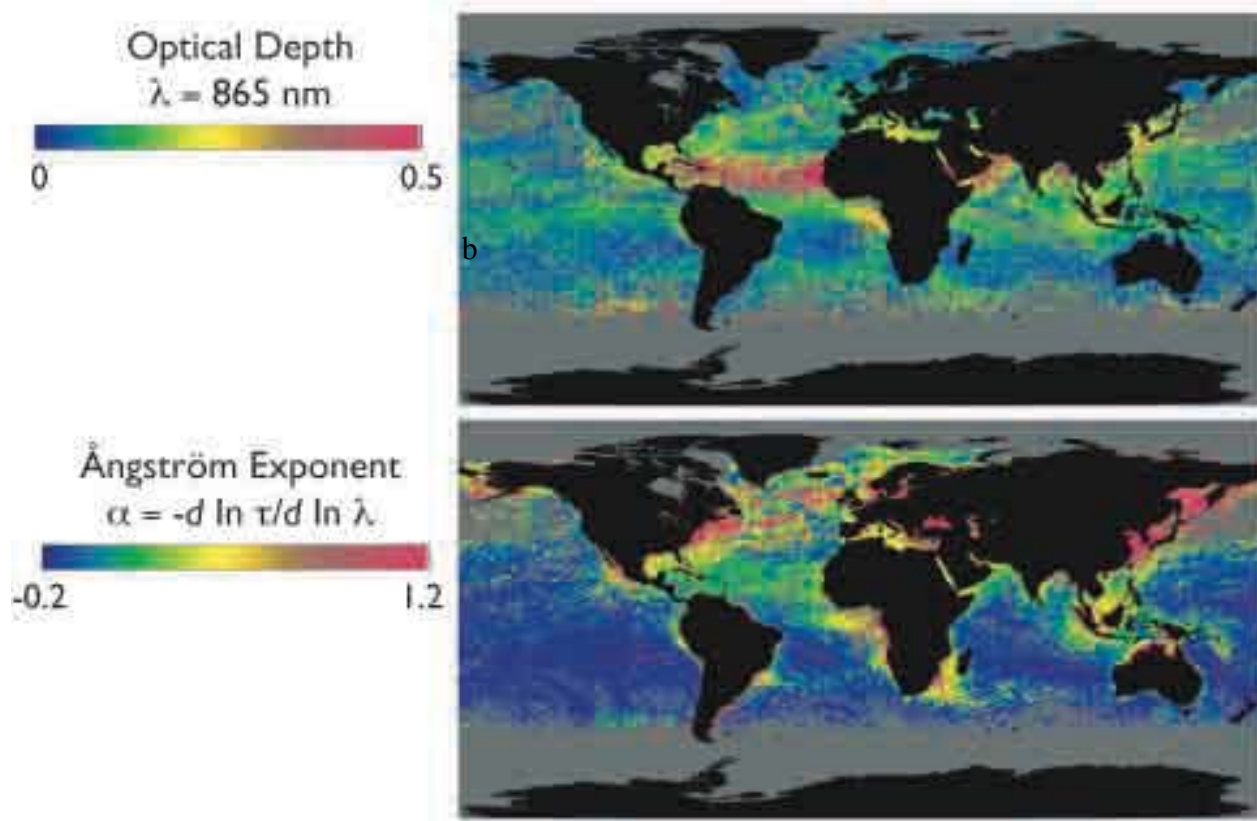 Optical Depth
λ = 865 nm
0 0.5
b
Ångström Exponent
α = -d ln τ/d ln λ
-0.2 1.2